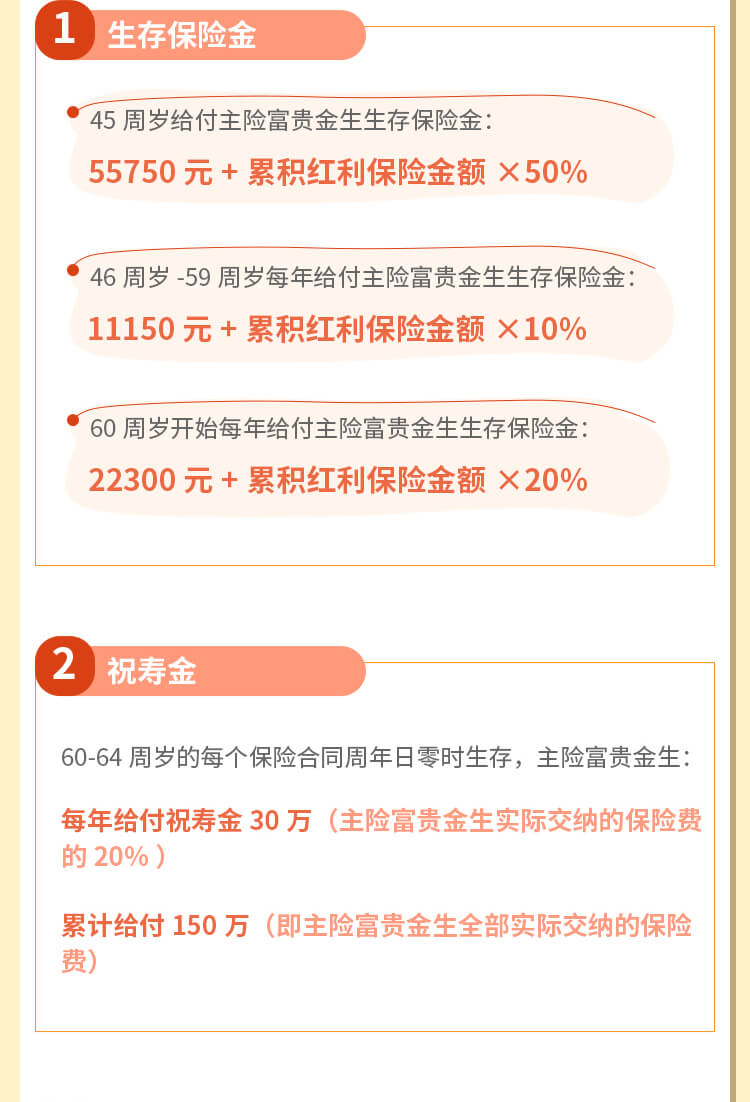 1 生存保险金
45 周岁给付主险富贵金生生存保险金：
55750 元 + 累积红利保险金额 ×50%
46 周岁 -59 周岁每年给付主险富贵金生生存保险金：
11150 元 + 累积红利保险金额 ×10%
60 周岁开始每年给付主险富贵金生生存保险金：
22300 元 + 累积红利保险金额 ×20%
2 祝寿金
60-64 周岁的每个保险合同周年日零时生存，主险富贵金生：
每年给付祝寿金 30 万（主险富贵金生实际交纳的保险费
的 20% ）
累计给付 150 万（即主险富贵金生全部实际交纳的保险
费）